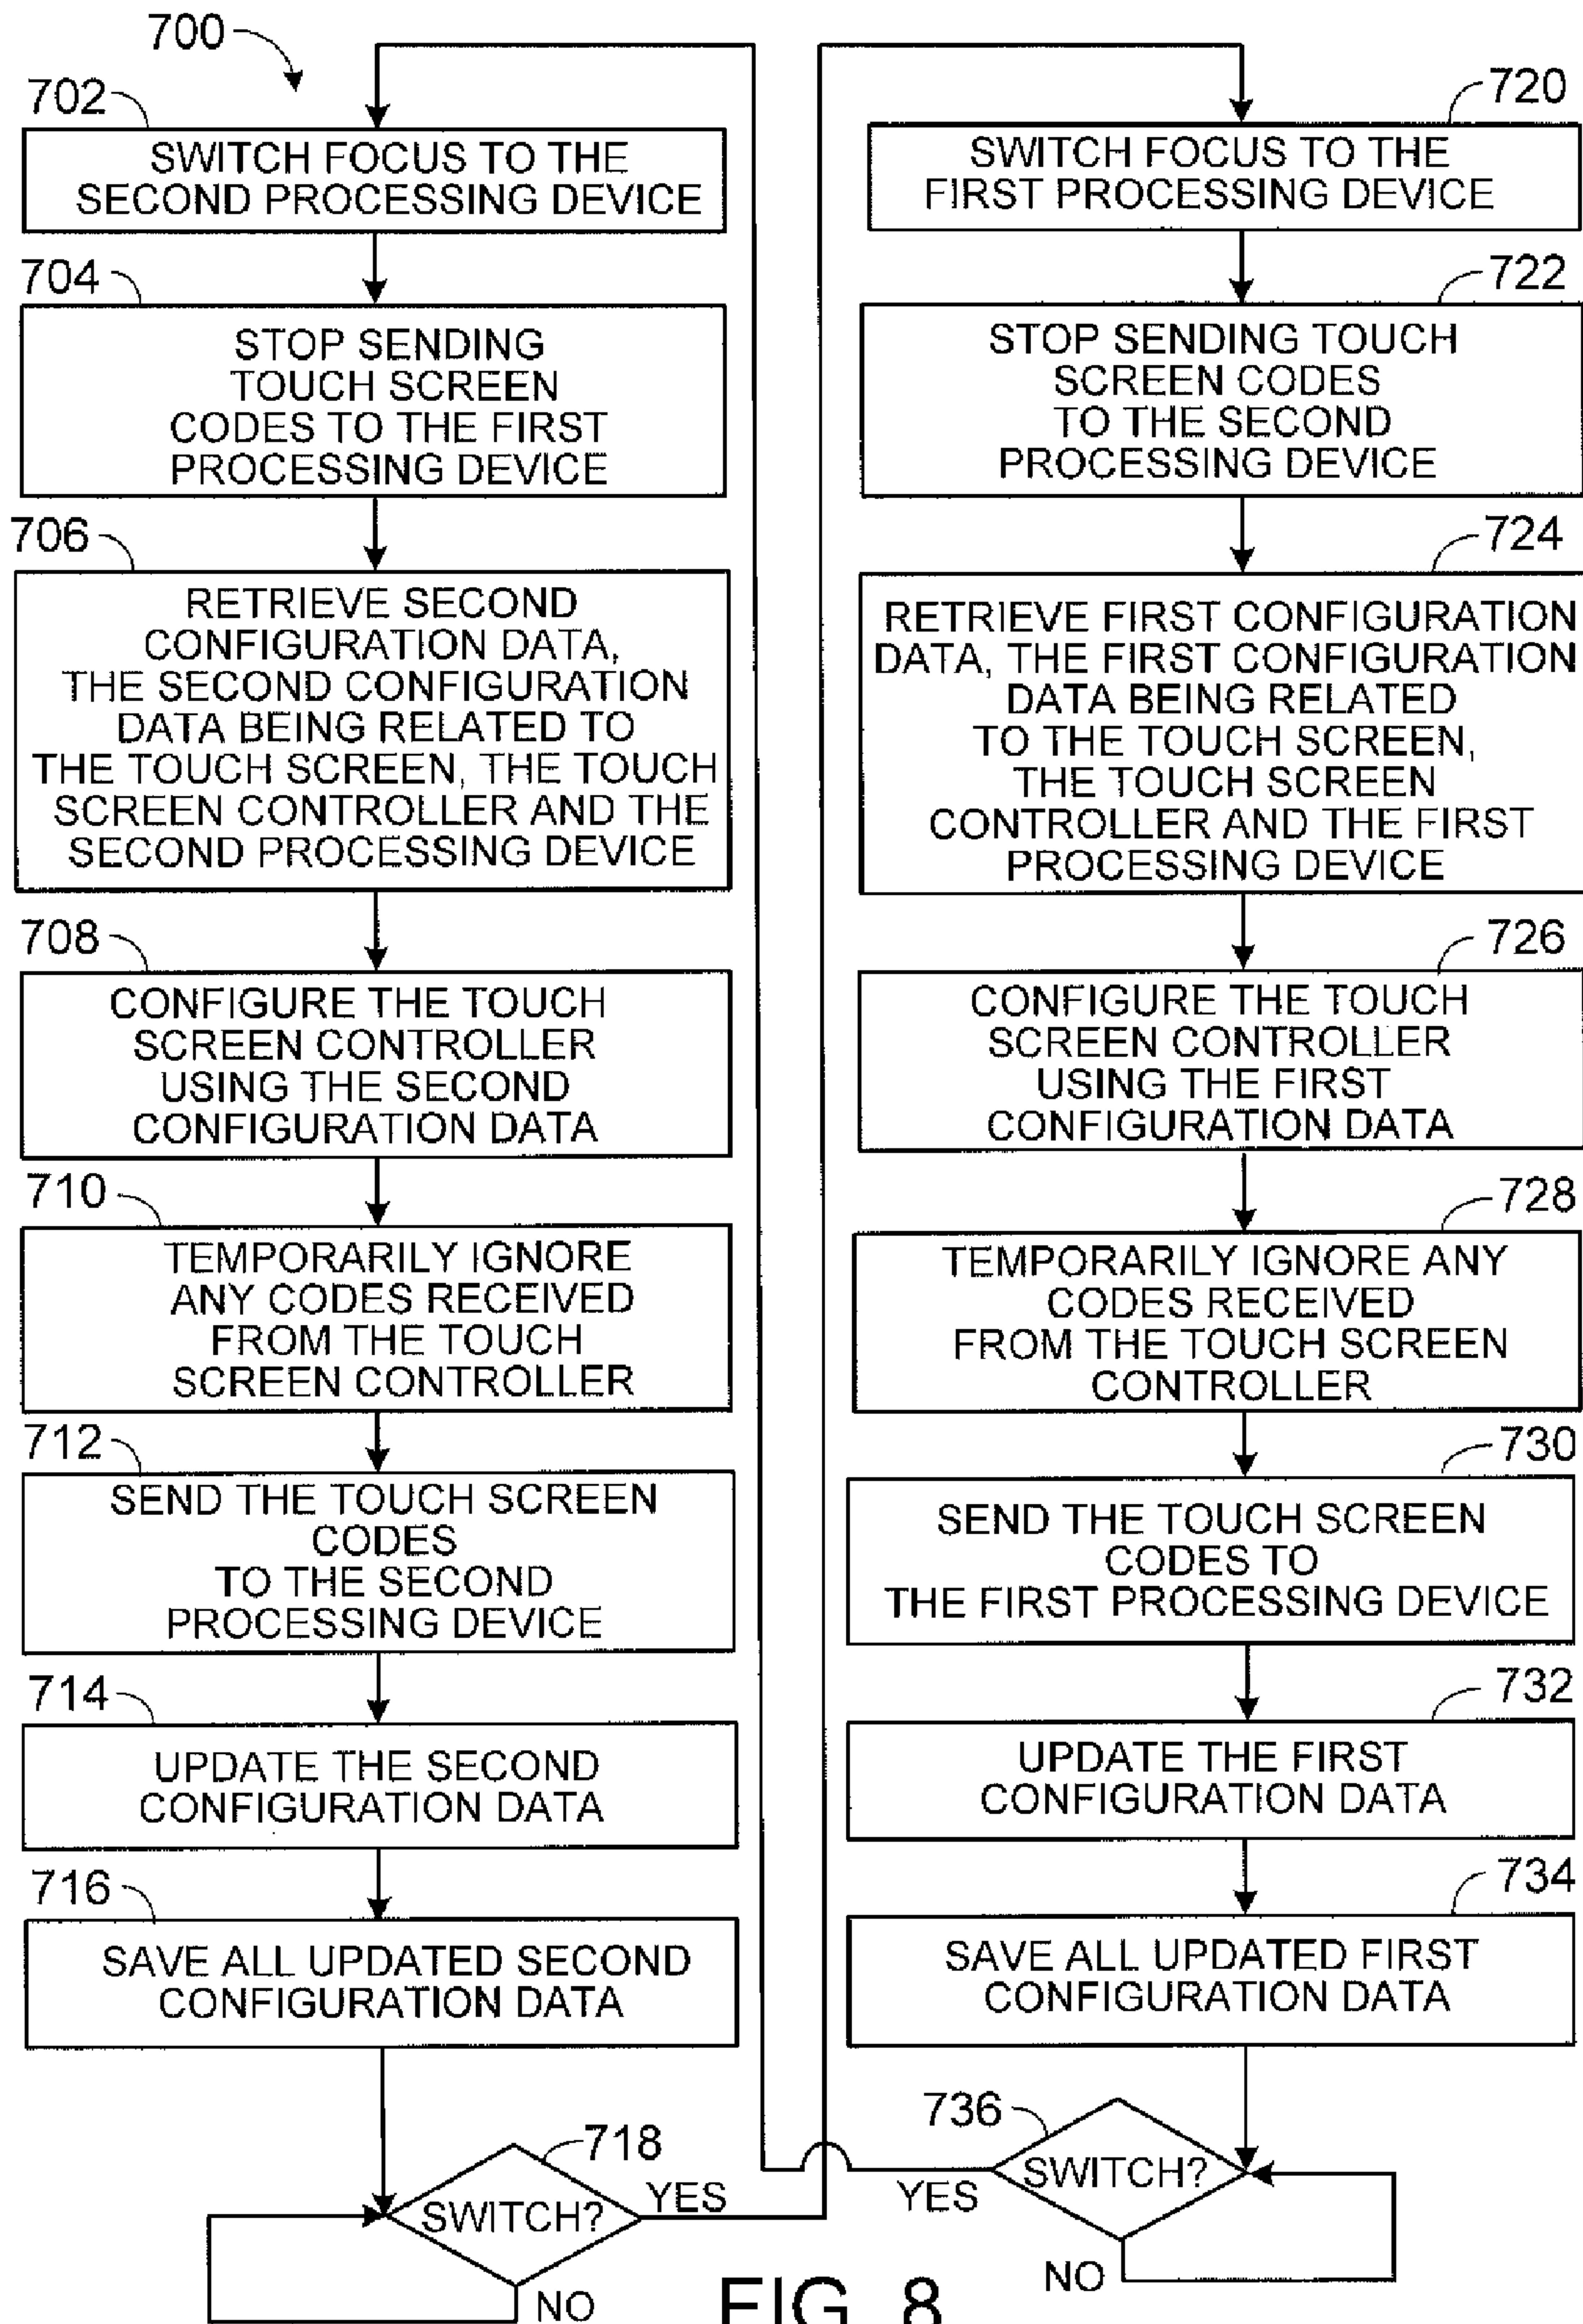 700
702
SWITCH FOCUS TO THE
SECOND PROCESSING DEVICE
704
STOP SENDING
TOUCH SCREEN
CODES TO THE FIRST
PROCESSING DEVICE
706
RETRIEVE SECOND
CONFIGURATION DATA,
THE SECOND CONFIGURATION
DATA BEING RELATED TO
THE TOUCH SCREEN, THE TOUCH
SCREEN CONTROLLER AND THE
SECOND PROCESSING DEVICE
708
CONFIGURE THE TOUCH
SCREEN CONTROLLER
USING THE SECOND
CONFIGURATION DATA
710
TEMPORARILY IGNORE
ANY CODES RECEIVED
FROM THE TOUCH
SCREEN CONTROLLER
712
SEND THE TOUCH SCREEN
CODES
TO THE SECOND
PROCESSING DEVICE
714
UPDATE THE SECOND
CONFIGURATION DATA
716
SAVE ALL UPDATED SECOND
CONFIGURATION DATA
718
SWITCH?
YES
NO
720
SWITCH FOCUS TO THE
FIRST PROCESSING DEVICE
722
STOP SENDING TOUCH
SCREEN CODES
TO THE SECOND
PROCESSING DEVICE
724
RETRIEVE FIRST CONFIGURATION
DATA, THE FIRST CONFIGURATION
DATA BEING RELATED
TO THE TOUCH SCREEN,
THE TOUCH SCREEN
CONTROLLER AND THE FIRST
PROCESSING DEVICE
726
CONFIGURE THE TOUCH
SCREEN CONTROLLER
USING THE FIRST
CONFIGURATION DATA
728
TEMPORARILY IGNORE ANY
CODES RECEIVED
FROM THE TOUCH SCREEN
CONTROLLER
730
SEND THE TOUCH SCREEN
CODES TO
THE FIRST PROCESSING DEVICE
732
UPDATE THE FIRST
CONFIGURATION DATA
734
SAVE ALL UPDATED FIRST
CONFIGURATION DATA
736
SWITCH?
YES
NO
FIG. 8